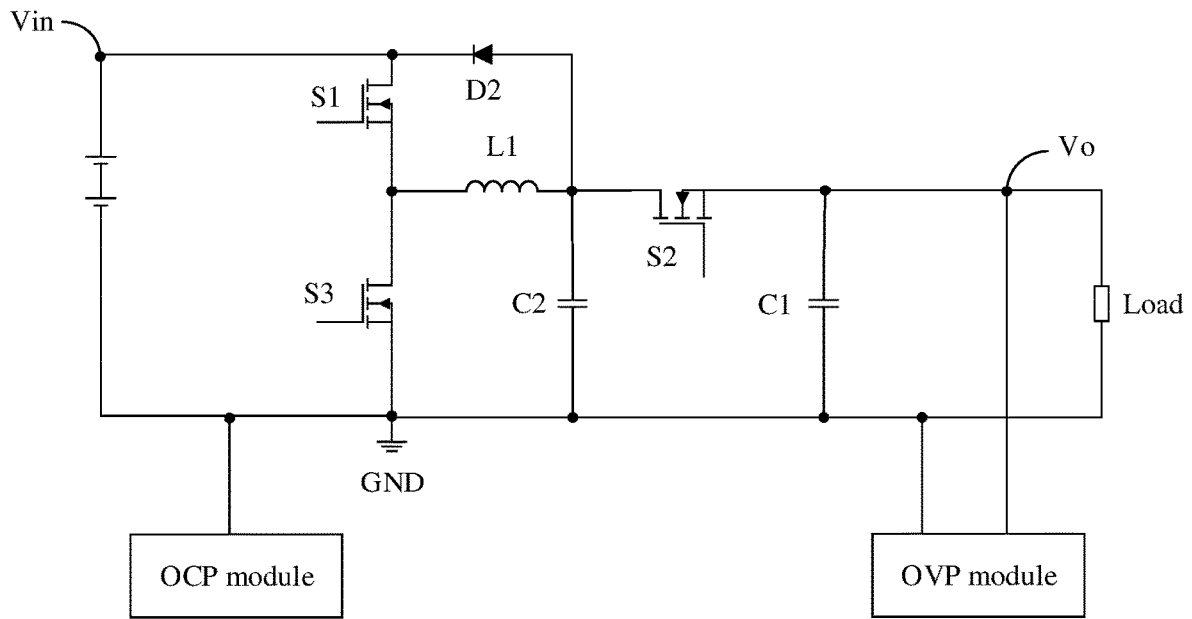 Vin
S1
D2
L1
Vo
S2
S3
C2
C1
Load
GND
OCP module
OVP module